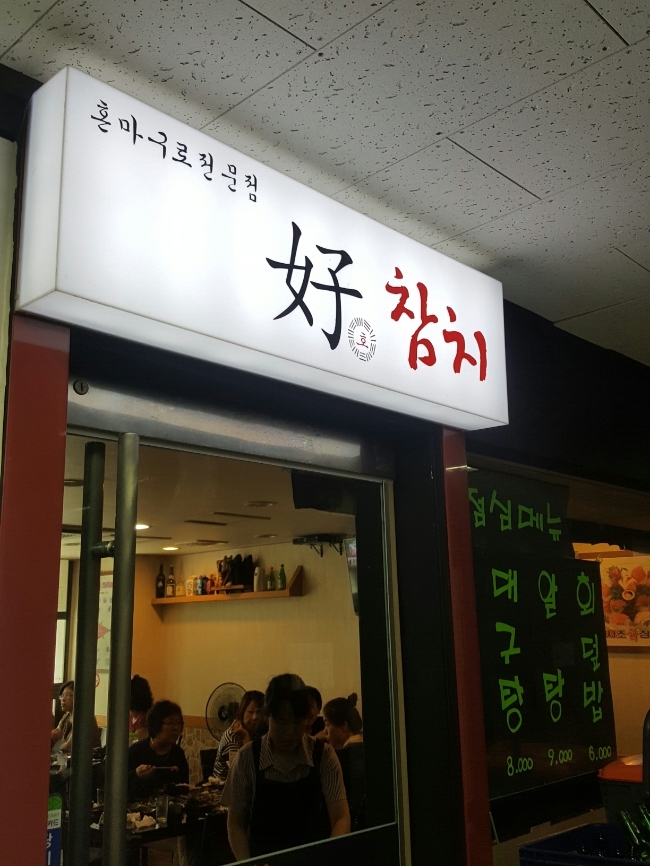 혼마구로전문점
好 참치
점심메뉴
대구탕 알탕 회덮밥
8.000 9.000 6.000